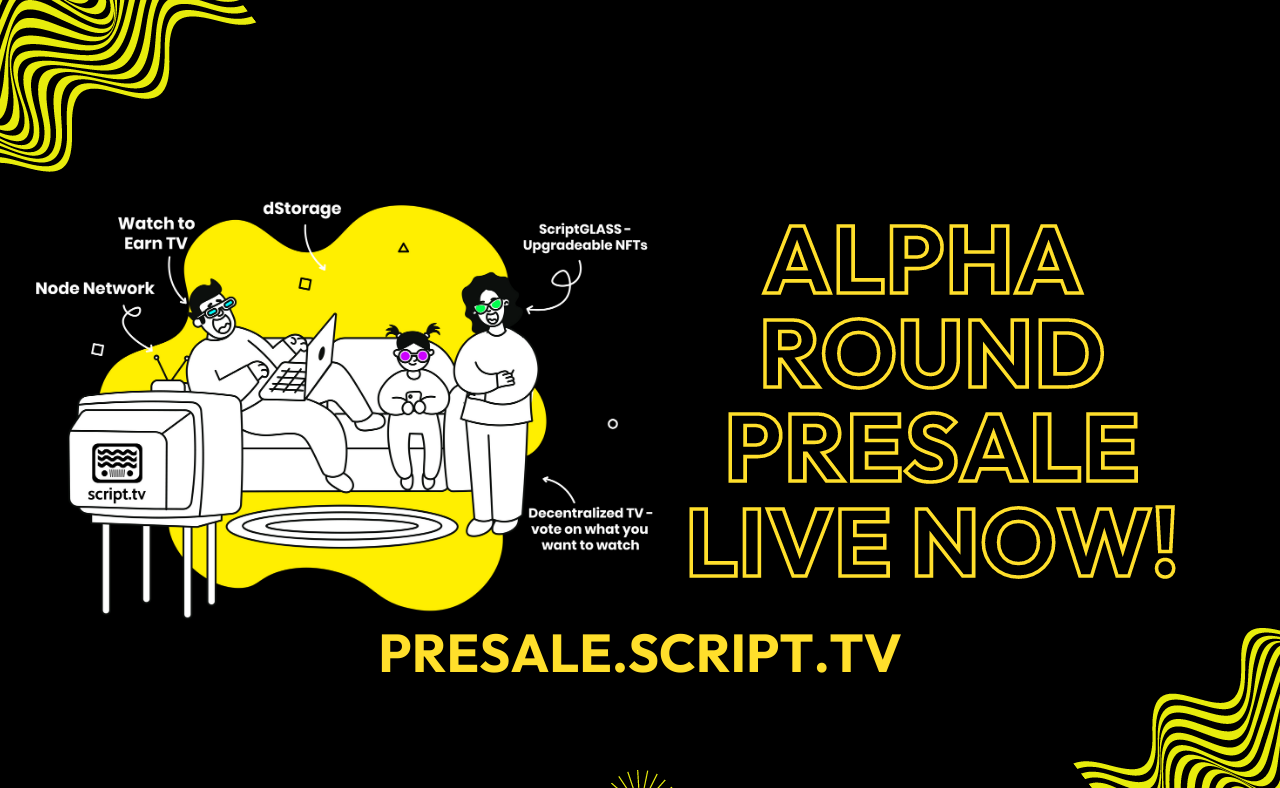 dStorage
Watch to
Earn TV
ScriptGLASS -
Upgradeable NFTs
Node Network
script.tv
Decentralized TV -
vote on what you
want to watch
ALPHA
ROUND
PRESALE
LIVE NOW!
PRESALE.SCRIPT.TV